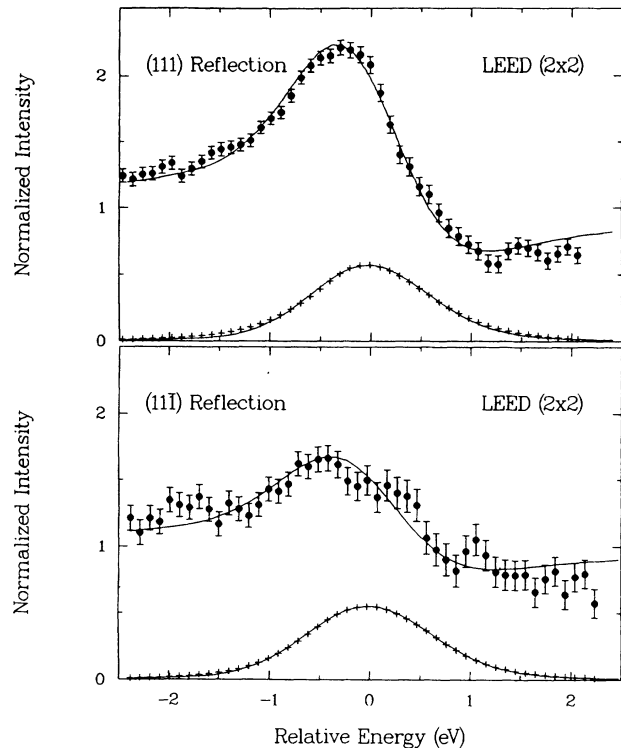 (111) Reflection LEED (2x2)
Normalized Intensity
2
1
0
(111̄) Reflection LEED (2x2)
Normalized Intensity
2
1
0
−2 −1 0 1 2
Relative Energy (eV)